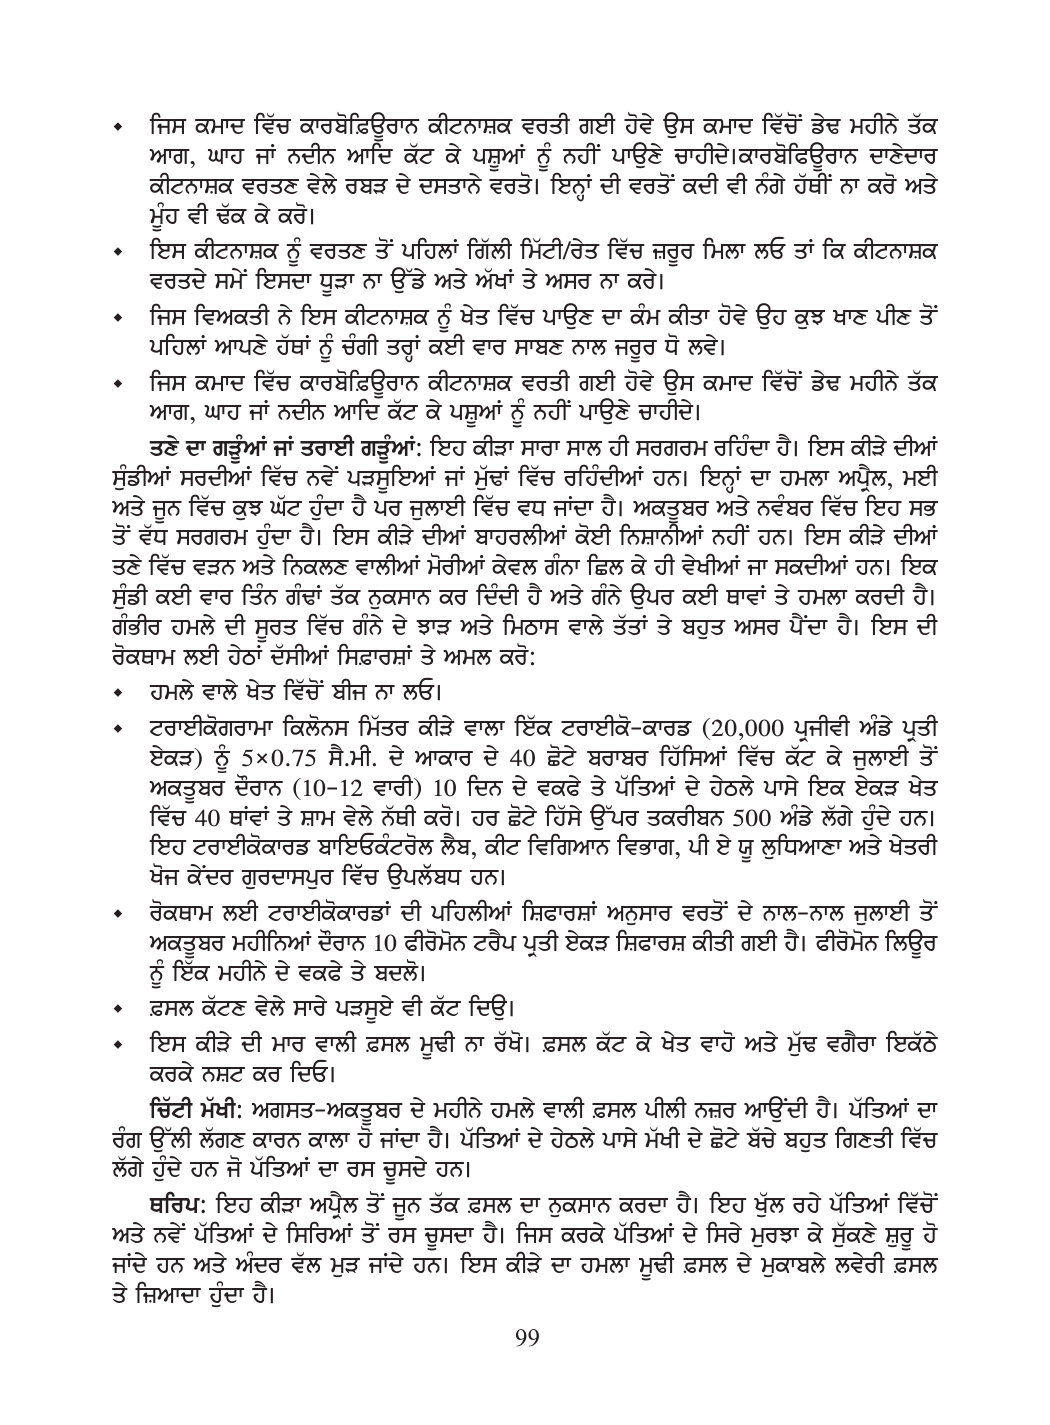 ◆ ਜਿਸ ਕਮਾਦ ਵਿੱਚ ਕਾਰਬੋਫ਼ਿਊਰਾਨ ਕੀਟਨਾਸ਼ਕ ਵਰਤੀ ਗਈ ਹੋਵੇ ਉਸ ਕਮਾਦ ਵਿੱਚੋਂ ਡੇਢ ਮਹੀਨੇ ਤੱਕ
ਆਗ, ਘਾਹ ਜਾਂ ਨਦੀਨ ਆਦਿ ਕੱਟ ਕੇ ਪਸ਼ੂਆਂ ਨੂੰ ਨਹੀਂ ਪਾਉਣੇ ਚਾਹੀਦੇ।ਕਾਰਬੋਫਿਊਰਾਨ ਦਾਣੇਦਾਰ
ਕੀਟਨਾਸ਼ਕ ਵਰਤਣ ਵੇਲੇ ਰਬੜ ਦੇ ਦਸਤਾਨੇ ਵਰਤੋ। ਇਨ੍ਹਾਂ ਦੀ ਵਰਤੋਂ ਕਦੀ ਵੀ ਨੰਗੇ ਹੱਥੀਂ ਨਾ ਕਰੋ ਅਤੇ
ਮੂੰਹ ਵੀ ਢੱਕ ਕੇ ਕਰੋ।
◆ ਇਸ ਕੀਟਨਾਸ਼ਕ ਨੂੰ ਵਰਤਣ ਤੋਂ ਪਹਿਲਾਂ ਗਿੱਲੀ ਮਿੱਟੀ/ਰੇਤ ਵਿੱਚ ਜ਼ਰੂਰ ਮਿਲਾ ਲਓ ਤਾਂ ਕਿ ਕੀਟਨਾਸ਼ਕ
ਵਰਤਦੇ ਸਮੇਂ ਇਸਦਾ ਧੂੜਾ ਨਾ ਉੱਡੇ ਅਤੇ ਅੱਖਾਂ ਤੇ ਅਸਰ ਨਾ ਕਰੇ।
◆ ਜਿਸ ਵਿਅਕਤੀ ਨੇ ਇਸ ਕੀਟਨਾਸ਼ਕ ਨੂੰ ਖੇਤ ਵਿੱਚ ਪਾਉਣ ਦਾ ਕੰਮ ਕੀਤਾ ਹੋਵੇ ਉਹ ਕੁਝ ਖਾਣ ਪੀਣ ਤੋਂ
ਪਹਿਲਾਂ ਆਪਣੇ ਹੱਥਾਂ ਨੂੰ ਚੰਗੀ ਤਰ੍ਹਾਂ ਕਈ ਵਾਰ ਸਾਬਣ ਨਾਲ ਜਰੂਰ ਧੋ ਲਵੇ।
◆ ਜਿਸ ਕਮਾਦ ਵਿੱਚ ਕਾਰਬੋਫ਼ਿਊਰਾਨ ਕੀਟਨਾਸ਼ਕ ਵਰਤੀ ਗਈ ਹੋਵੇ ਉਸ ਕਮਾਦ ਵਿੱਚੋਂ ਡੇਢ ਮਹੀਨੇ ਤੱਕ
ਆਗ, ਘਾਹ ਜਾਂ ਨਦੀਨ ਆਦਿ ਕੱਟ ਕੇ ਪਸ਼ੂਆਂ ਨੂੰ ਨਹੀਂ ਪਾਉਣੇ ਚਾਹੀਦੇ।
ਤਣੇ ਦਾ ਗੜੂੰਆਂ ਜਾਂ ਤਰਾਈ ਗੜੂੰਆਂ: ਇਹ ਕੀੜਾ ਸਾਰਾ ਸਾਲ ਹੀ ਸਰਗਰਮ ਰਹਿੰਦਾ ਹੈ। ਇਸ ਕੀੜੇ ਦੀਆਂ
ਸੁੰਡੀਆਂ ਸਰਦੀਆਂ ਵਿੱਚ ਨਵੇਂ ਪੜਸੂਇਆਂ ਜਾਂ ਮੁੱਢਾਂ ਵਿੱਚ ਰਹਿੰਦੀਆਂ ਹਨ। ਇਨ੍ਹਾਂ ਦਾ ਹਮਲਾ ਅਪ੍ਰੈਲ, ਮਈ
ਅਤੇ ਜੂਨ ਵਿੱਚ ਕੁਝ ਘੱਟ ਹੁੰਦਾ ਹੈ ਪਰ ਜੁਲਾਈ ਵਿੱਚ ਵਧ ਜਾਂਦਾ ਹੈ। ਅਕਤੂਬਰ ਅਤੇ ਨਵੰਬਰ ਵਿੱਚ ਇਹ ਸਭ
ਤੋਂ ਵੱਧ ਸਰਗਰਮ ਹੁੰਦਾ ਹੈ। ਇਸ ਕੀੜੇ ਦੀਆਂ ਬਾਹਰਲੀਆਂ ਕੋਈ ਨਿਸ਼ਾਨੀਆਂ ਨਹੀਂ ਹਨ। ਇਸ ਕੀੜੇ ਦੀਆਂ
ਤਣੇ ਵਿੱਚ ਵੜਨ ਅਤੇ ਨਿਕਲਣ ਵਾਲੀਆਂ ਮੋਰੀਆਂ ਕੇਵਲ ਗੰਨਾ ਛਿਲ ਕੇ ਹੀ ਵੇਖੀਆਂ ਜਾ ਸਕਦੀਆਂ ਹਨ। ਇਕ
ਸੁੰਡੀ ਕਈ ਵਾਰ ਤਿੰਨ ਗੰਢਾਂ ਤੱਕ ਨੁਕਸਾਨ ਕਰ ਦਿੰਦੀ ਹੈ ਅਤੇ ਗੰਨੇ ਉਪਰ ਕਈ ਥਾਵਾਂ ਤੇ ਹਮਲਾ ਕਰਦੀ ਹੈ।
ਗੰਭੀਰ ਹਮਲੇ ਦੀ ਸੂਰਤ ਵਿੱਚ ਗੰਨੇ ਦੇ ਝਾੜ ਅਤੇ ਮਿਠਾਸ ਵਾਲੇ ਤੱਤਾਂ ਤੇ ਬਹੁਤ ਅਸਰ ਪੈਂਦਾ ਹੈ। ਇਸ ਦੀ
ਰੋਕਥਾਮ ਲਈ ਹੇਠਾਂ ਦੱਸੀਆਂ ਸਿਫ਼ਾਰਸ਼ਾਂ ਤੇ ਅਮਲ ਕਰੋ:
◆ ਹਮਲੇ ਵਾਲੇ ਖੇਤ ਵਿੱਚੋਂ ਬੀਜ ਨਾ ਲਓ।
◆ ਟਰਾਈਕੋਗਰਾਮਾ ਕਿਲੋਨਸ ਮਿੱਤਰ ਕੀੜੇ ਵਾਲਾ ਇੱਕ ਟਰਾਈਕੋ-ਕਾਰਡ (20,000 ਪ੍ਰਜੀਵੀ ਅੰਡੇ ਪ੍ਰਤੀ
ਏਕੜ) ਨੂੰ 5×0.75 ਸੈ.ਮੀ. ਦੇ ਆਕਾਰ ਦੇ 40 ਛੋਟੇ ਬਰਾਬਰ ਹਿੱਸਿਆਂ ਵਿੱਚ ਕੱਟ ਕੇ ਜੁਲਾਈ ਤੋਂ
ਅਕਤੂਬਰ ਦੌਰਾਨ (10-12 ਵਾਰੀ) 10 ਦਿਨ ਦੇ ਵਕਫੇ ਤੇ ਪੱਤਿਆਂ ਦੇ ਹੇਠਲੇ ਪਾਸੇ ਇਕ ਏਕੜ ਖੇਤ
ਵਿੱਚ 40 ਥਾਂਵਾਂ ਤੇ ਸ਼ਾਮ ਵੇਲੇ ਨੱਥੀ ਕਰੋ। ਹਰ ਛੋਟੇ ਹਿੱਸੇ ਉੱਪਰ ਤਕਰੀਬਨ 500 ਅੰਡੇ ਲੱਗੇ ਹੁੰਦੇ ਹਨ।
ਇਹ ਟਰਾਈਕੋਕਾਰਡ ਬਾਇਓਕੰਟਰੋਲ ਲੈਬ, ਕੀਟ ਵਿਗਿਆਨ ਵਿਭਾਗ, ਪੀ ਏ ਯੂ ਲੁਧਿਆਣਾ ਅਤੇ ਖੇਤਰੀ
ਖੋਜ ਕੇਂਦਰ ਗੁਰਦਾਸਪੁਰ ਵਿੱਚ ਉਪਲੱਬਧ ਹਨ।
◆ ਰੋਕਥਾਮ ਲਈ ਟਰਾਈਕੋਕਾਰਡਾਂ ਦੀ ਪਹਿਲੀਆਂ ਸ਼ਿਫਾਰਸ਼ਾਂ ਅਨੁਸਾਰ ਵਰਤੋਂ ਦੇ ਨਾਲ-ਨਾਲ ਜੁਲਾਈ ਤੋਂ
ਅਕਤੂਬਰ ਮਹੀਨਿਆਂ ਦੌਰਾਨ 10 ਫੀਰੋਮੋਨ ਟਰੈਪ ਪ੍ਰਤੀ ਏਕੜ ਸ਼ਿਫਾਰਸ਼ ਕੀਤੀ ਗਈ ਹੈ। ਫੀਰੋਮੋਨ ਲਿਊਰ
ਨੂੰ ਇੱਕ ਮਹੀਨੇ ਦੇ ਵਕਫੇ ਤੇ ਬਦਲੋ।
◆ ਫ਼ਸਲ ਕੱਟਣ ਵੇਲੇ ਸਾਰੇ ਪੜਸੂਏ ਵੀ ਕੱਟ ਦਿਉ।
◆ ਇਸ ਕੀੜੇ ਦੀ ਮਾਰ ਵਾਲੀ ਫ਼ਸਲ ਮੂਢੀ ਨਾ ਰੱਖੋ। ਫ਼ਸਲ ਕੱਟ ਕੇ ਖੇਤ ਵਾਹੋ ਅਤੇ ਮੁੱਢ ਵਗੈਰਾ ਇਕੱਠੇ
ਕਰਕੇ ਨਸ਼ਟ ਕਰ ਦਿਓ।
ਚਿੱਟੀ ਮੱਖੀ: ਅਗਸਤ-ਅਕਤੂਬਰ ਦੇ ਮਹੀਨੇ ਹਮਲੇ ਵਾਲੀ ਫ਼ਸਲ ਪੀਲੀ ਨਜ਼ਰ ਆਉਂਦੀ ਹੈ। ਪੱਤਿਆਂ ਦਾ
ਰੰਗ ਉੱਲੀ ਲੱਗਣ ਕਾਰਨ ਕਾਲਾ ਹੋ ਜਾਂਦਾ ਹੈ। ਪੱਤਿਆਂ ਦੇ ਹੇਠਲੇ ਪਾਸੇ ਮੱਖੀ ਦੇ ਛੋਟੇ ਬੱਚੇ ਬਹੁਤ ਗਿਣਤੀ ਵਿੱਚ
ਲੱਗੇ ਹੁੰਦੇ ਹਨ ਜੋ ਪੱਤਿਆਂ ਦਾ ਰਸ ਚੂਸਦੇ ਹਨ।
ਥਰਿਪ: ਇਹ ਕੀੜਾ ਅਪ੍ਰੈਲ ਤੋਂ ਜੂਨ ਤੱਕ ਫ਼ਸਲ ਦਾ ਨੁਕਸਾਨ ਕਰਦਾ ਹੈ। ਇਹ ਖੁੱਲ ਰਹੇ ਪੱਤਿਆਂ ਵਿੱਚੋਂ
ਅਤੇ ਨਵੇਂ ਪੱਤਿਆਂ ਦੇ ਸਿਰਿਆਂ ਤੋਂ ਰਸ ਚੂਸਦਾ ਹੈ। ਜਿਸ ਕਰਕੇ ਪੱਤਿਆਂ ਦੇ ਸਿਰੇ ਮੁਰਝਾ ਕੇ ਸੁੱਕਣੇ ਸ਼ੁਰੂ ਹੋ
ਜਾਂਦੇ ਹਨ ਅਤੇ ਅੰਦਰ ਵੱਲ ਮੁੜ ਜਾਂਦੇ ਹਨ। ਇਸ ਕੀੜੇ ਦਾ ਹਮਲਾ ਮੂਢੀ ਫ਼ਸਲ ਦੇ ਮੁਕਾਬਲੇ ਲਵੇਰੀ ਫ਼ਸਲ
ਤੇ ਜ਼ਿਆਦਾ ਹੁੰਦਾ ਹੈ।
99